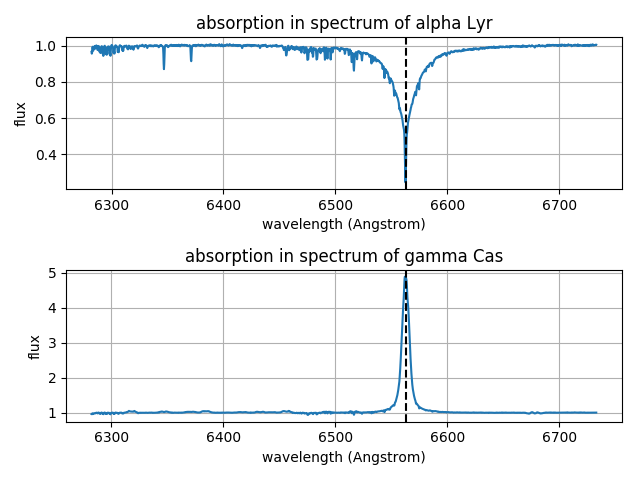 absorption in spectrum of alpha Lyr
1.0
0.8
0.6
0.4
flux
6300 6400 6500 6600 6700
wavelength (Angstrom)
absorption in spectrum of gamma Cas
5
4
3
2
1
flux
6300 6400 6500 6600 6700
wavelength (Angstrom)